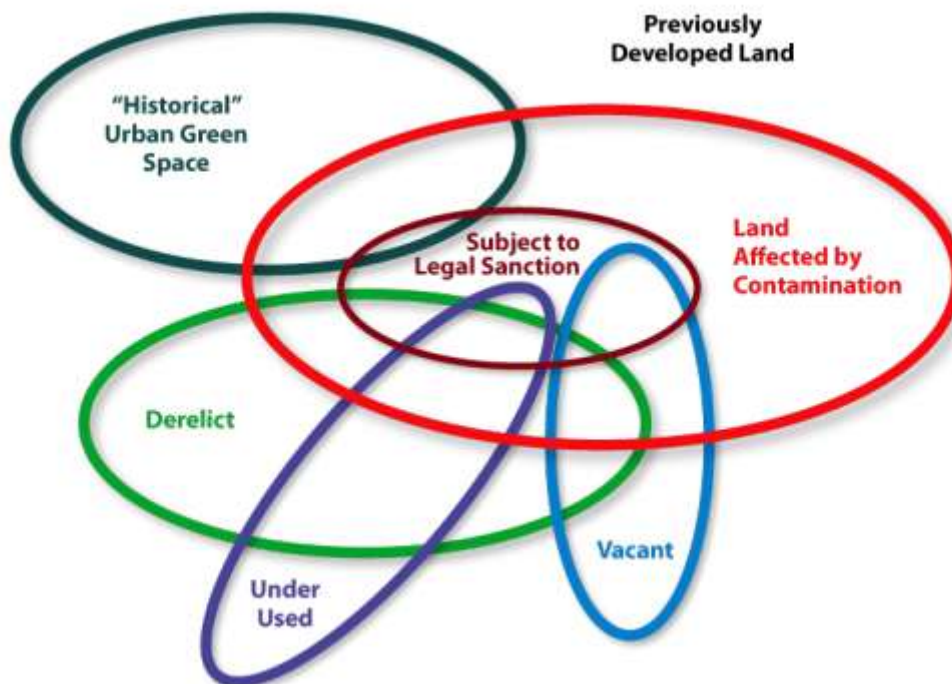 Previously
Developed Land
“Historical”
Urban Green
Space
Subject to
Legal Sanction
Land
Affected by
Contamination
Derelict
Vacant
Under
Used